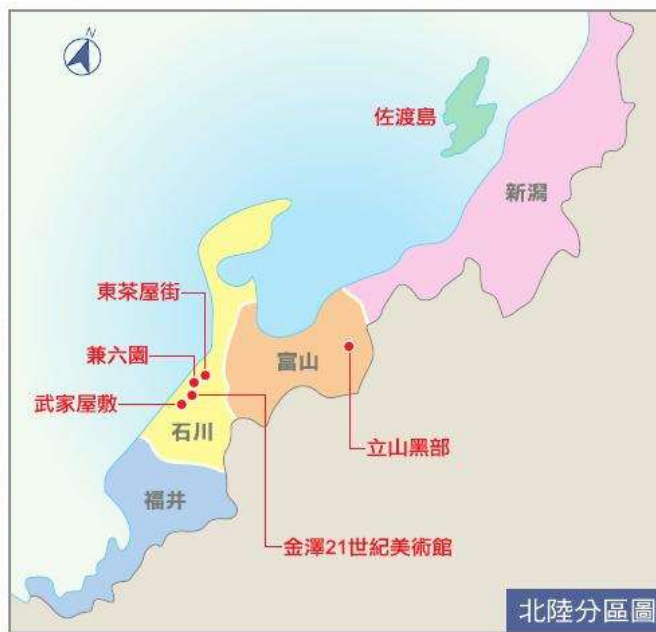 N
佐渡島
新潟
東茶屋街
兼六園
富山
武家屋敷
石川
立山黑部
福井
金澤21世紀美術館
北陸分區圖